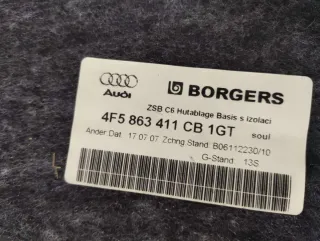 Audi BORGERS
ZSB C6 Hutablage Basis s izolací
4F5 863 411 CB 1GT soul
Ander.Dat. 17.07.07 Zchng.Stand: B06112230/10
G-Stand: 13S